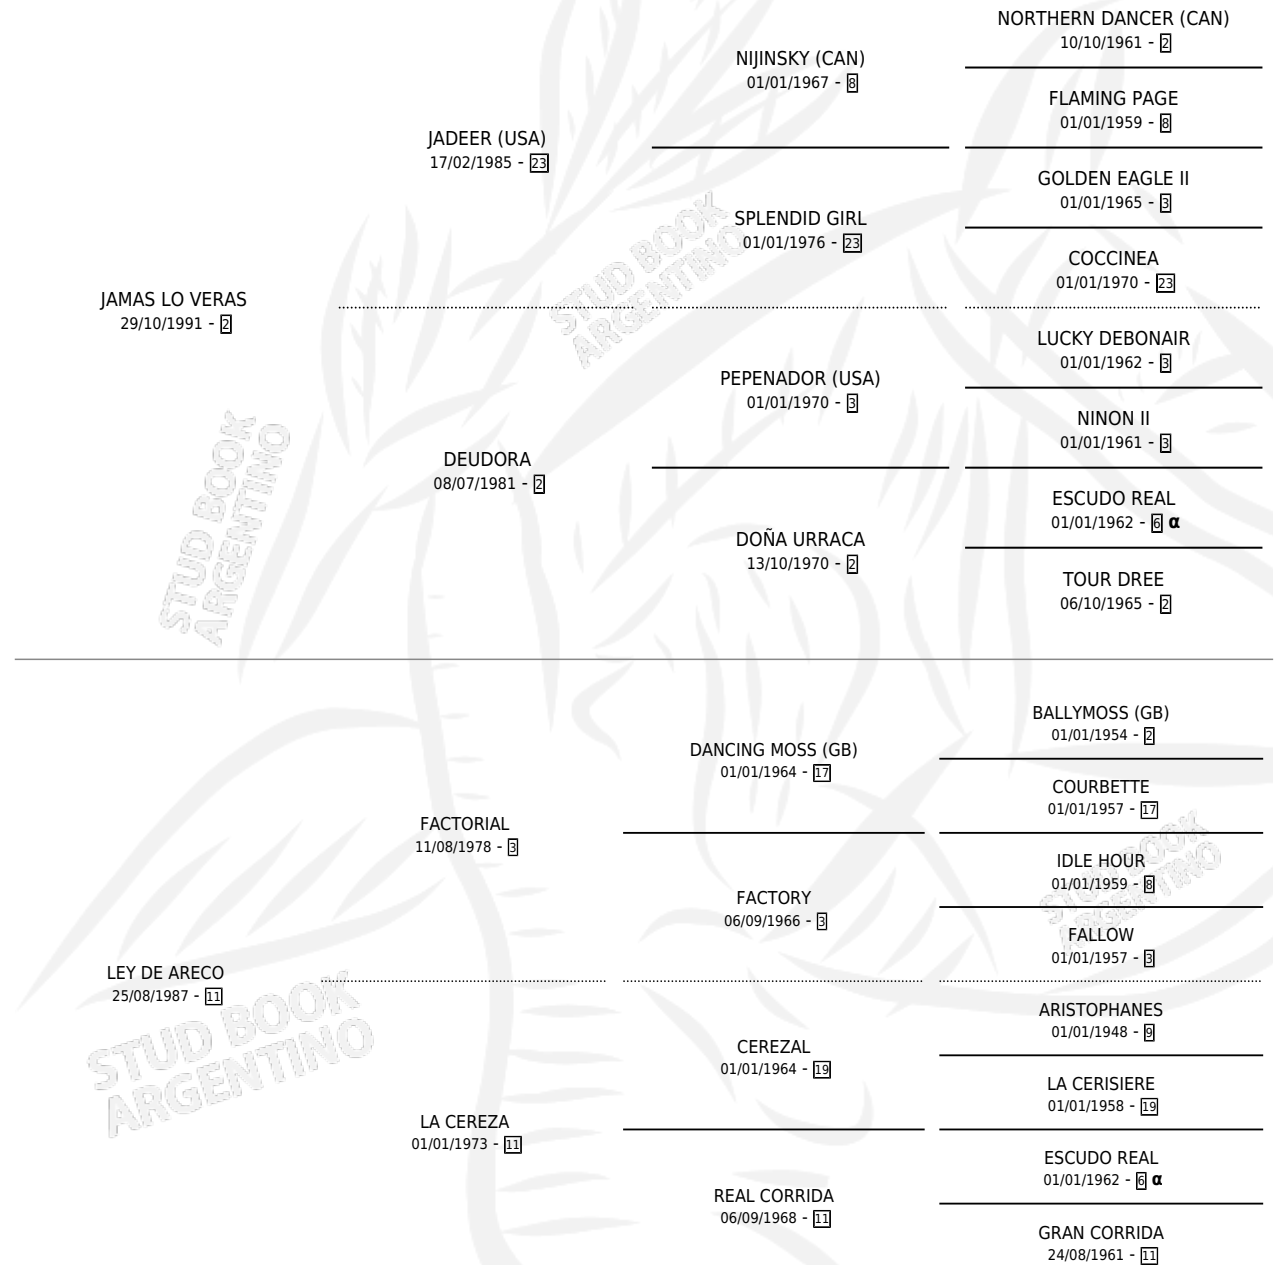 NORTHERN DANCER (CAN)
10/10/1961 - 2
NIJINSKY (CAN)
01/01/1967 - 8
FLAMING PAGE
01/01/1959 - 8
JADEER (USA)
17/02/1985 - 23
GOLDEN EAGLE II
01/01/1965 - 3
SPLENDID GIRL
01/01/1976 - 23
COCCINEA
01/01/1970 - 23
JAMAS LO VERAS
29/10/1991 - 2
LUCKY DEBONAIR
01/01/1962 - 3
PEPENADOR (USA)
01/01/1970 - 3
NINON II
01/01/1961 - 3
DEUDORA
08/07/1981 - 2
ESCUDO REAL
01/01/1962 - 6 α
DOÑA URRACA
13/10/1970 - 2
TOUR DREE
06/10/1965 - 2
BALLYMOSS (GB)
01/01/1954 - 2
DANCING MOSS (GB)
01/01/1964 - 17
COURBETTE
01/01/1957 - 17
FACTORIAL
11/08/1978 - 3
IDLE HOUR
01/01/1959 - 8
FACTORY
06/09/1966 - 3
FALLOW
01/01/1957 - 3
LEY DE ARECO
25/08/1987 - 11
ARISTOPHANES
01/01/1948 - 9
CEREZAL
01/01/1964 - 19
LA CERISIERE
01/01/1958 - 19
LA CEREZA
01/01/1973 - 11
ESCUDO REAL
01/01/1962 - 6 α
REAL CORRIDA
06/09/1968 - 11
GRAN CORRIDA
24/08/1961 - 11
STUD BOOK
ARGENTINO
STUD BOOK
ARGENTINO
STUD BOOK
ARGENTINO
STUD BOOK
ARGENTINO